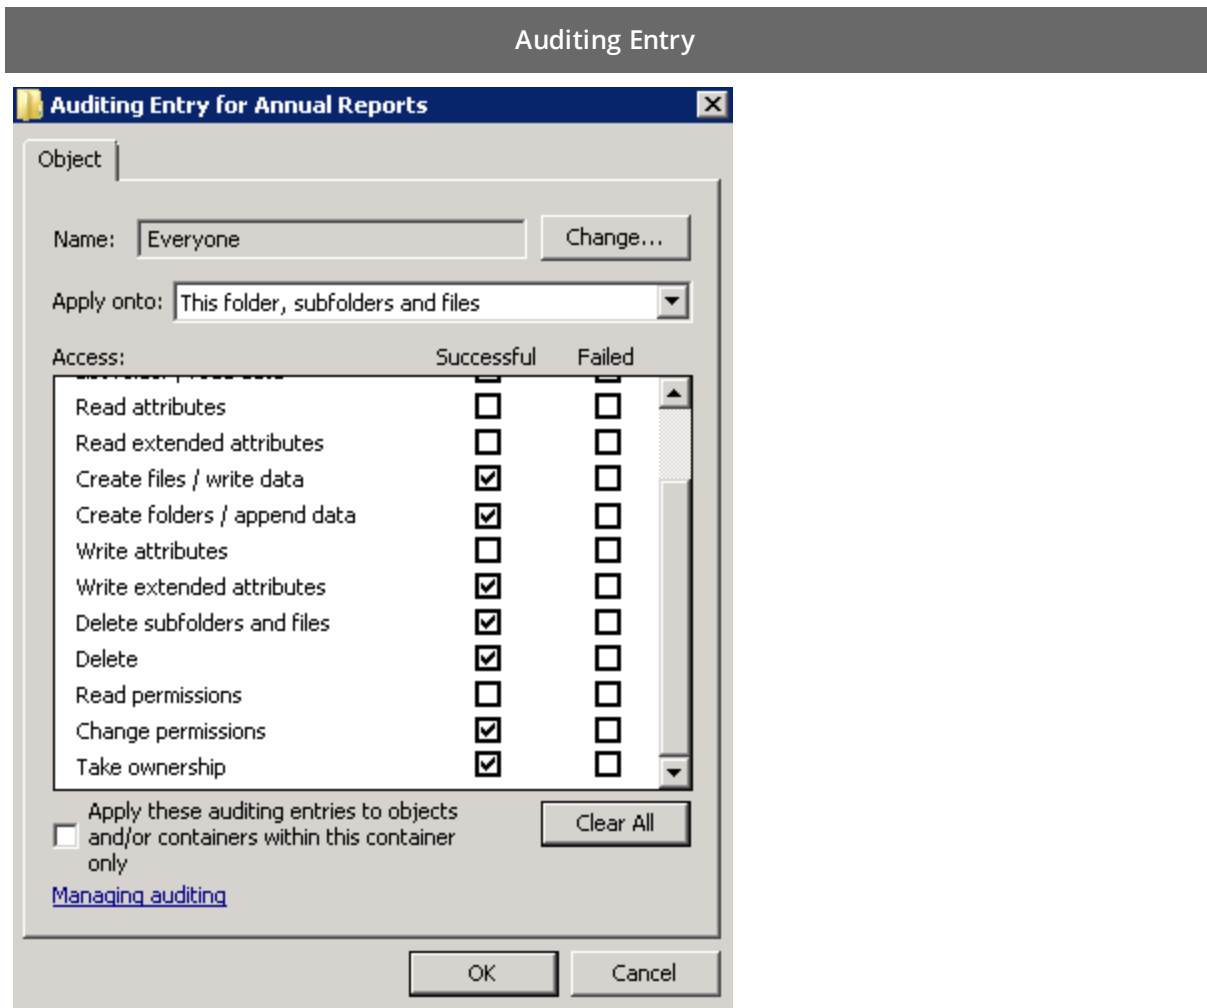 Auditing Entry
Auditing Entry for Annual Reports
Object
Name: Everyone Change...
Apply onto: This folder, subfolders and files
Access: Successful Failed
Read attributes
Read extended attributes
Create files / write data
Create folders / append data
Write attributes
Write extended attributes
Delete subfolders and files
Delete
Read permissions
Change permissions
Take ownership
Apply these auditing entries to objects
and/or containers within this container
only
Clear All
Managing auditing
OK Cancel